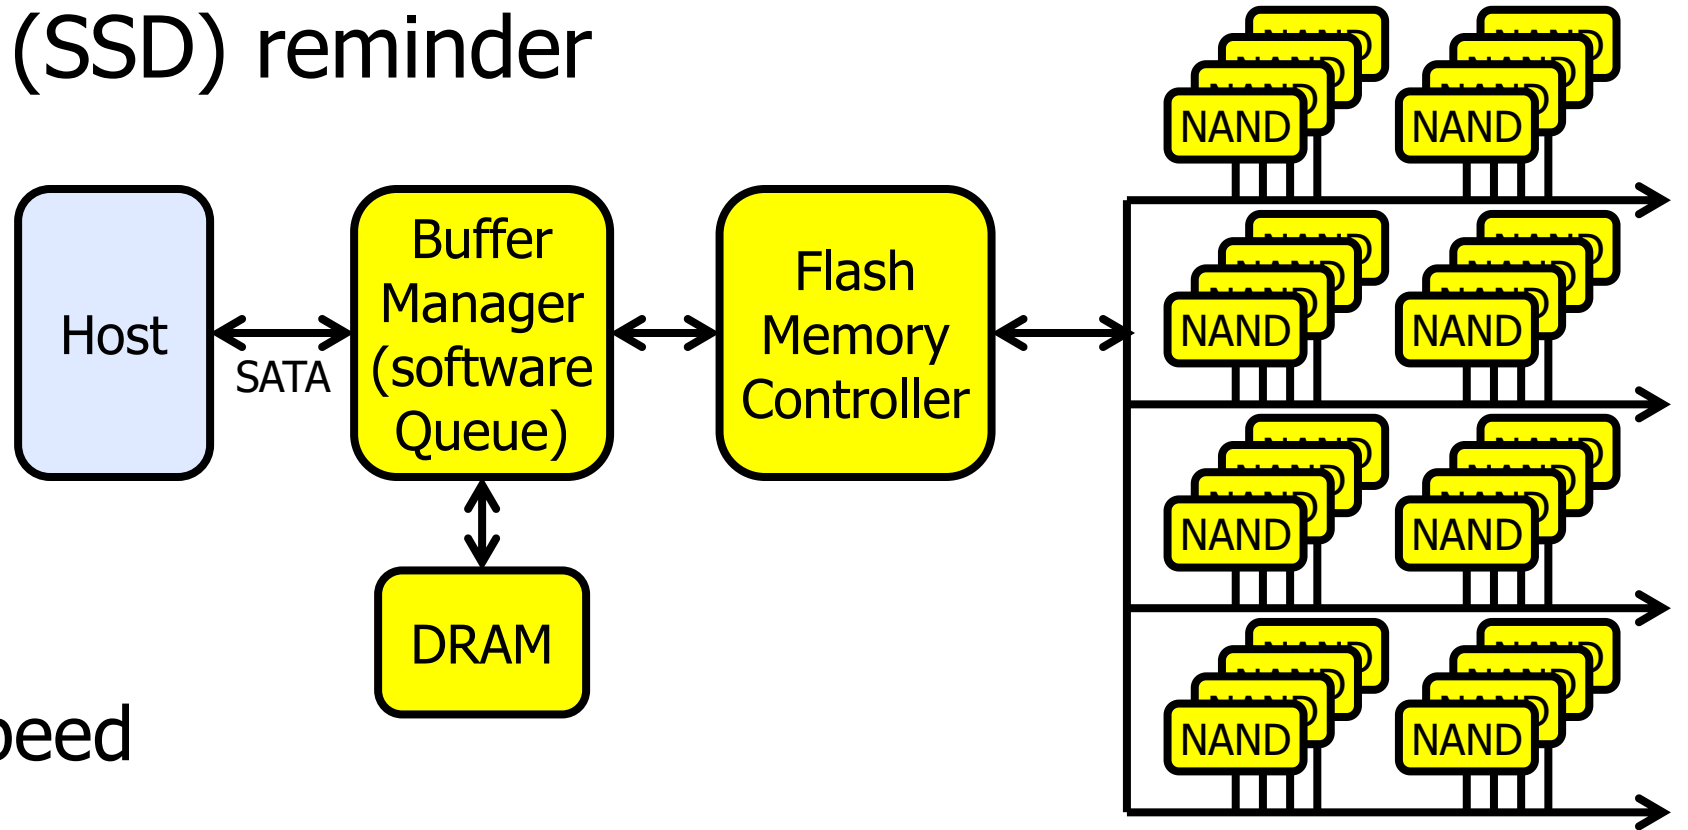 (SSD) reminder
NAND NAND
Host
SATA
Buffer
Manager
(software
Queue)
Flash
Memory
Controller
NAND NAND
NAND NAND
DRAM
NAND NAND
peed